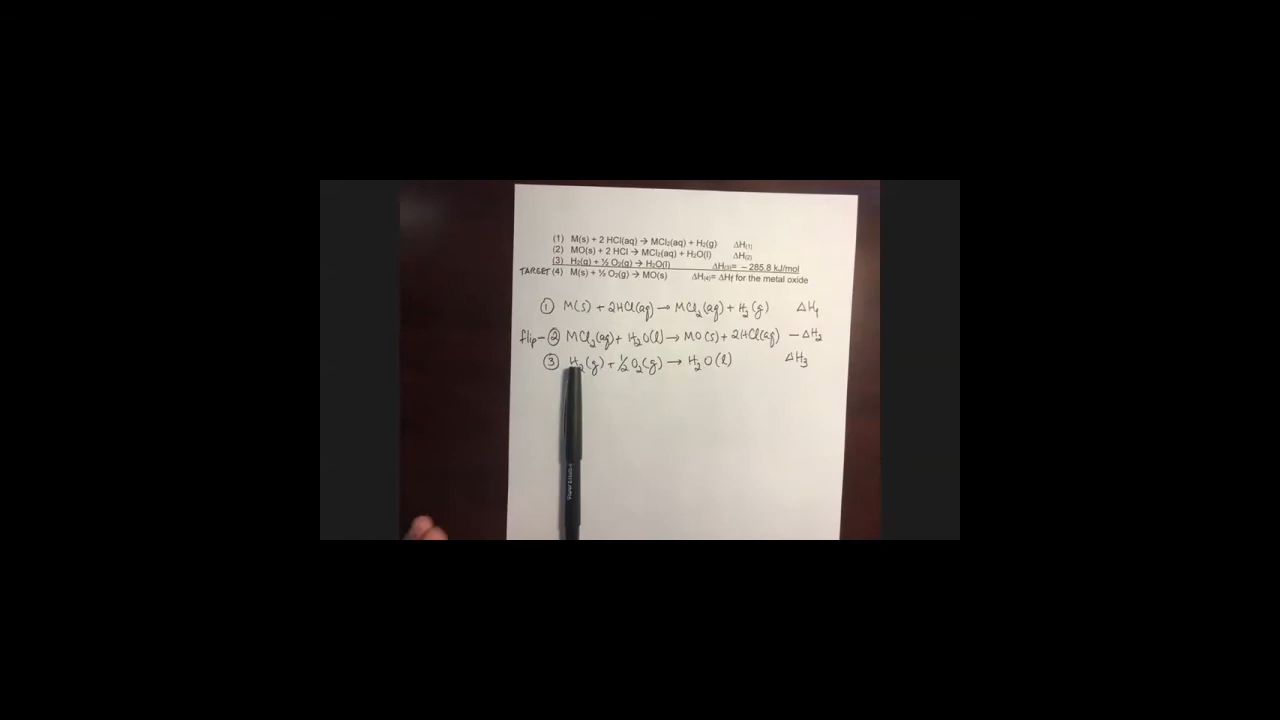 (1) M(s) + 2 HCl(aq) → MCl₂(aq) + H₂(g) ΔH₍₁₎
(2) MO(s) + 2 HCl → MCl₂(aq) + H₂O(l) ΔH₍₂₎
(3) H₂(g) + ½ O₂(g) → H₂O(l) ΔH₍₃₎= – 285.8 kJ/mol
TARGET (4) M(s) + ½ O₂(g) → MO(s) ΔH₍₄₎= ΔHf for the metal oxide
① M(s) + 2HCl(aq) → MCl₂(aq) + H₂(g) ΔH₁
flip - ② MCl₂(aq) + H₂O(l) → MO(s) + 2HCl(aq) – ΔH₂
③ H₂(g) + ½ O₂(g) → H₂O(l) ΔH₃